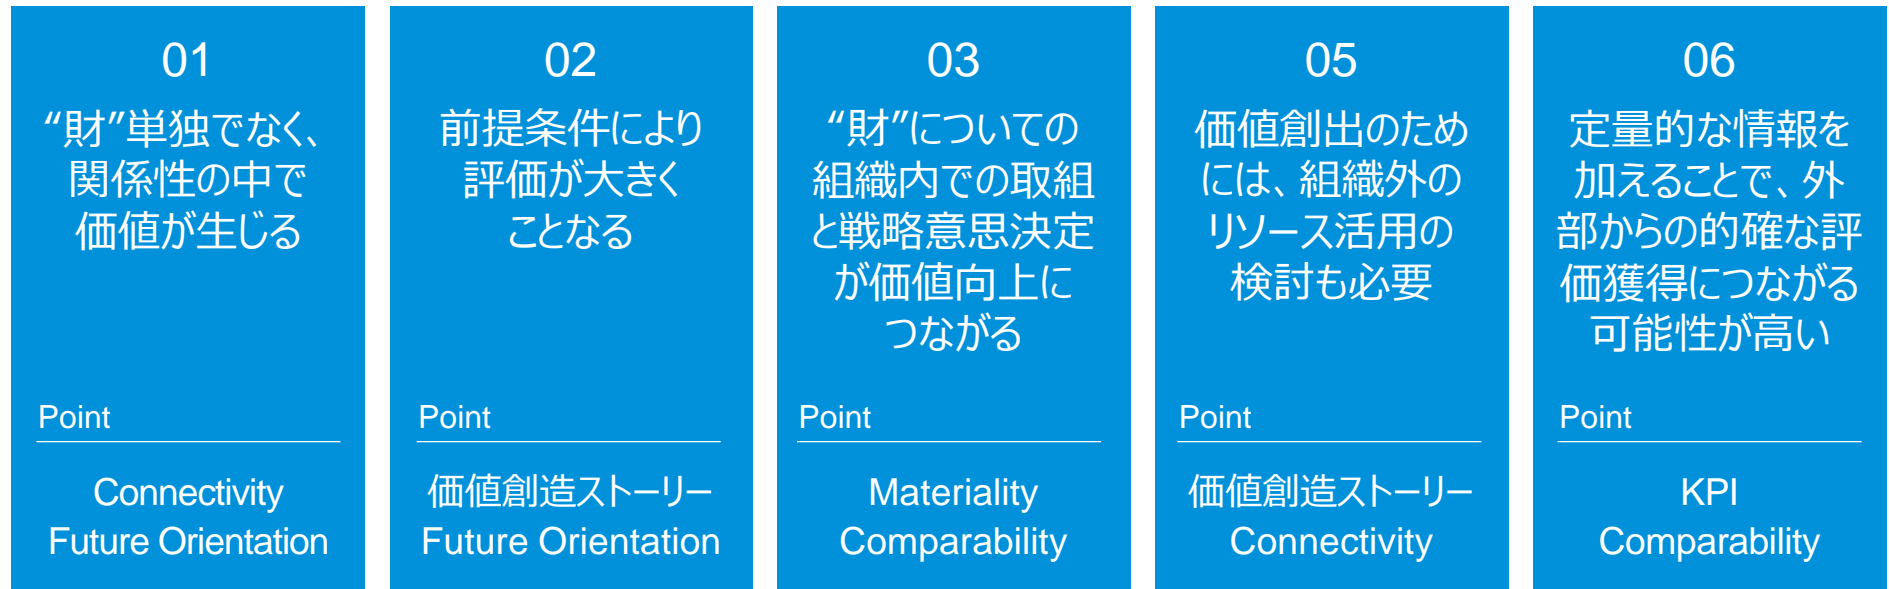 01
“財”単独でなく、
関係性の中で
価値が生じる
Point
Connectivity
Future Orientation
02
前提条件により
評価が大きく
ことなる
Point
価値創造ストーリー
Future Orientation
03
“財”についての
組織内での取組
と戦略意思決定
が価値向上に
つながる
Point
Materiality
Comparability
05
価値創出のため
には、組織外の
リソース活用の
検討も必要
Point
価値創造ストーリー
Connectivity
06
定量的な情報を
加えることで、外
部からの的確な評
価獲得につながる
可能性が高い
Point
KPI
Comparability